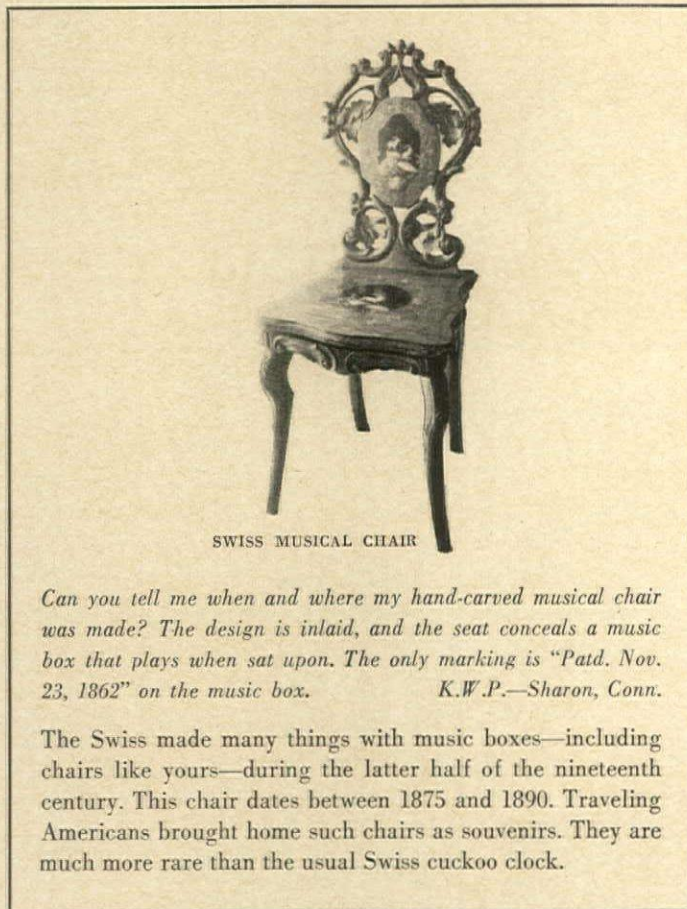 SWISS MUSICAL CHAIR
Can you tell me when and where my hand-carved musical chair
was made? The design is inlaid, and the seat conceals a music
box that plays when sat upon. The only marking is “Patd. Nov.
23, 1862” on the music box. K.W.P.—Sharon, Conn.
The Swiss made many things with music boxes—including
chairs like yours—during the latter half of the nineteenth
century. This chair dates between 1875 and 1890. Traveling
Americans brought home such chairs as souvenirs. They are
much more rare than the usual Swiss cuckoo clock.